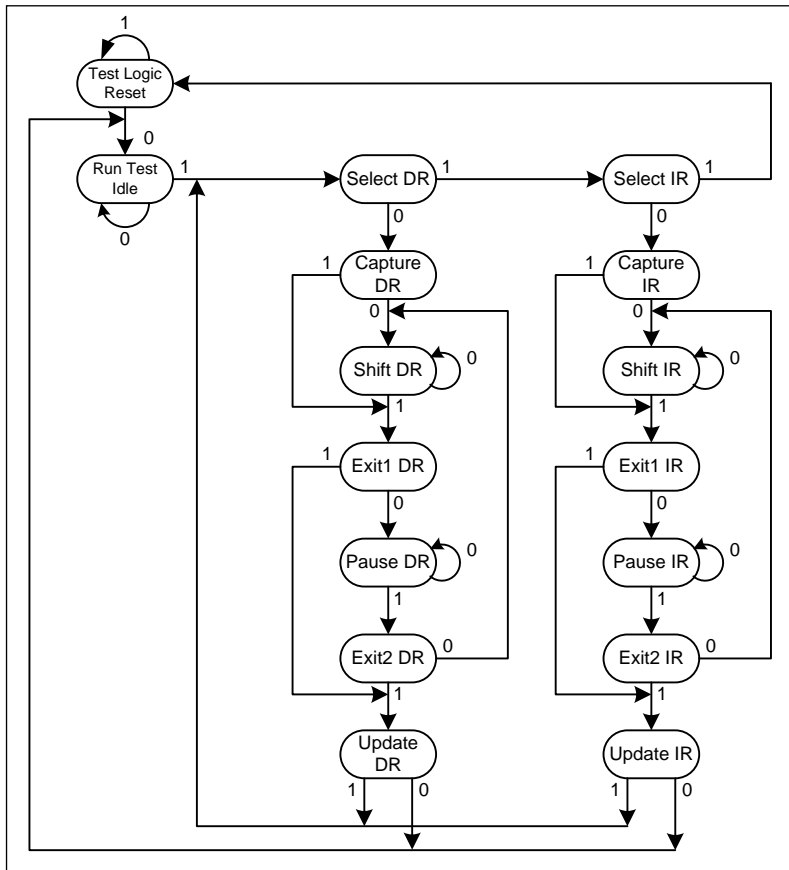 1
Test Logic
Reset
0
Run Test
Idle
1
0
Select DR
1
0
Select IR
1
0
Capture
DR
1
0
Capture
IR
1
0
Shift DR
0
1
Shift IR
0
1
Exit1 DR
1
0
Exit1 IR
1
0
Pause DR
0
1
Pause IR
0
1
Exit2 DR
0
1
Exit2 IR
0
1
Update
DR
1
0
Update IR
1
0